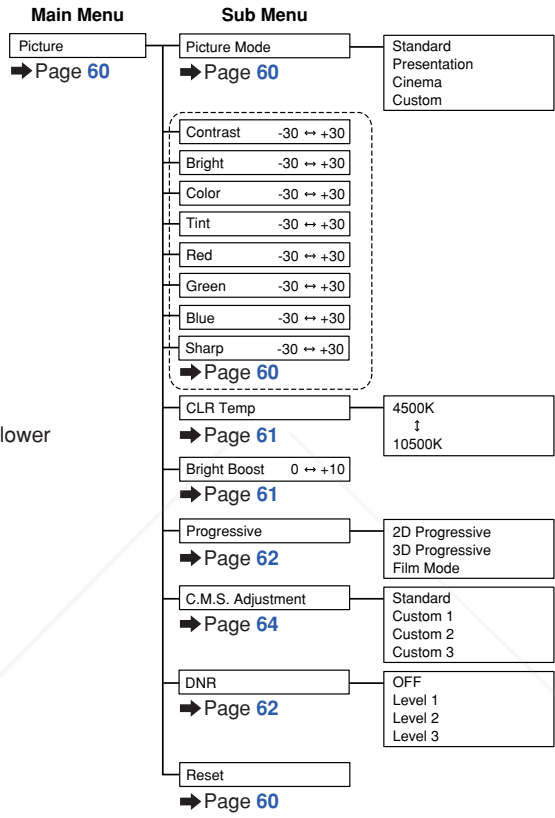 Main Menu Sub Menu
Picture Picture Mode Standard
➡ Page 60 ➡ Page 60 Presentation
Cinema
Custom
Contrast -30 ↔ +30
Bright -30 ↔ +30
Color -30 ↔ +30
Tint -30 ↔ +30
Red -30 ↔ +30
Green -30 ↔ +30
Blue -30 ↔ +30
Sharp -30 ↔ +30
➡ Page 60
CLR Temp 4500K
lower
➡ Page 61 ↕
10500K
Bright Boost 0 ↔ +10
➡ Page 61
Progressive 2D Progressive
➡ Page 62 3D Progressive
Film Mode
C.M.S. Adjustment Standard
➡ Page 64 Custom 1
Custom 2
Custom 3
DNR OFF
➡ Page 62 Level 1
Level 2
Level 3
Reset
➡ Page 60